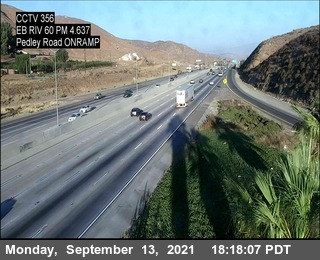 CCTV 356
EB RIV 60 PM 4.637
Pedley Road ONRAMP
Monday, September 13, 2021 18:18:07 PDT